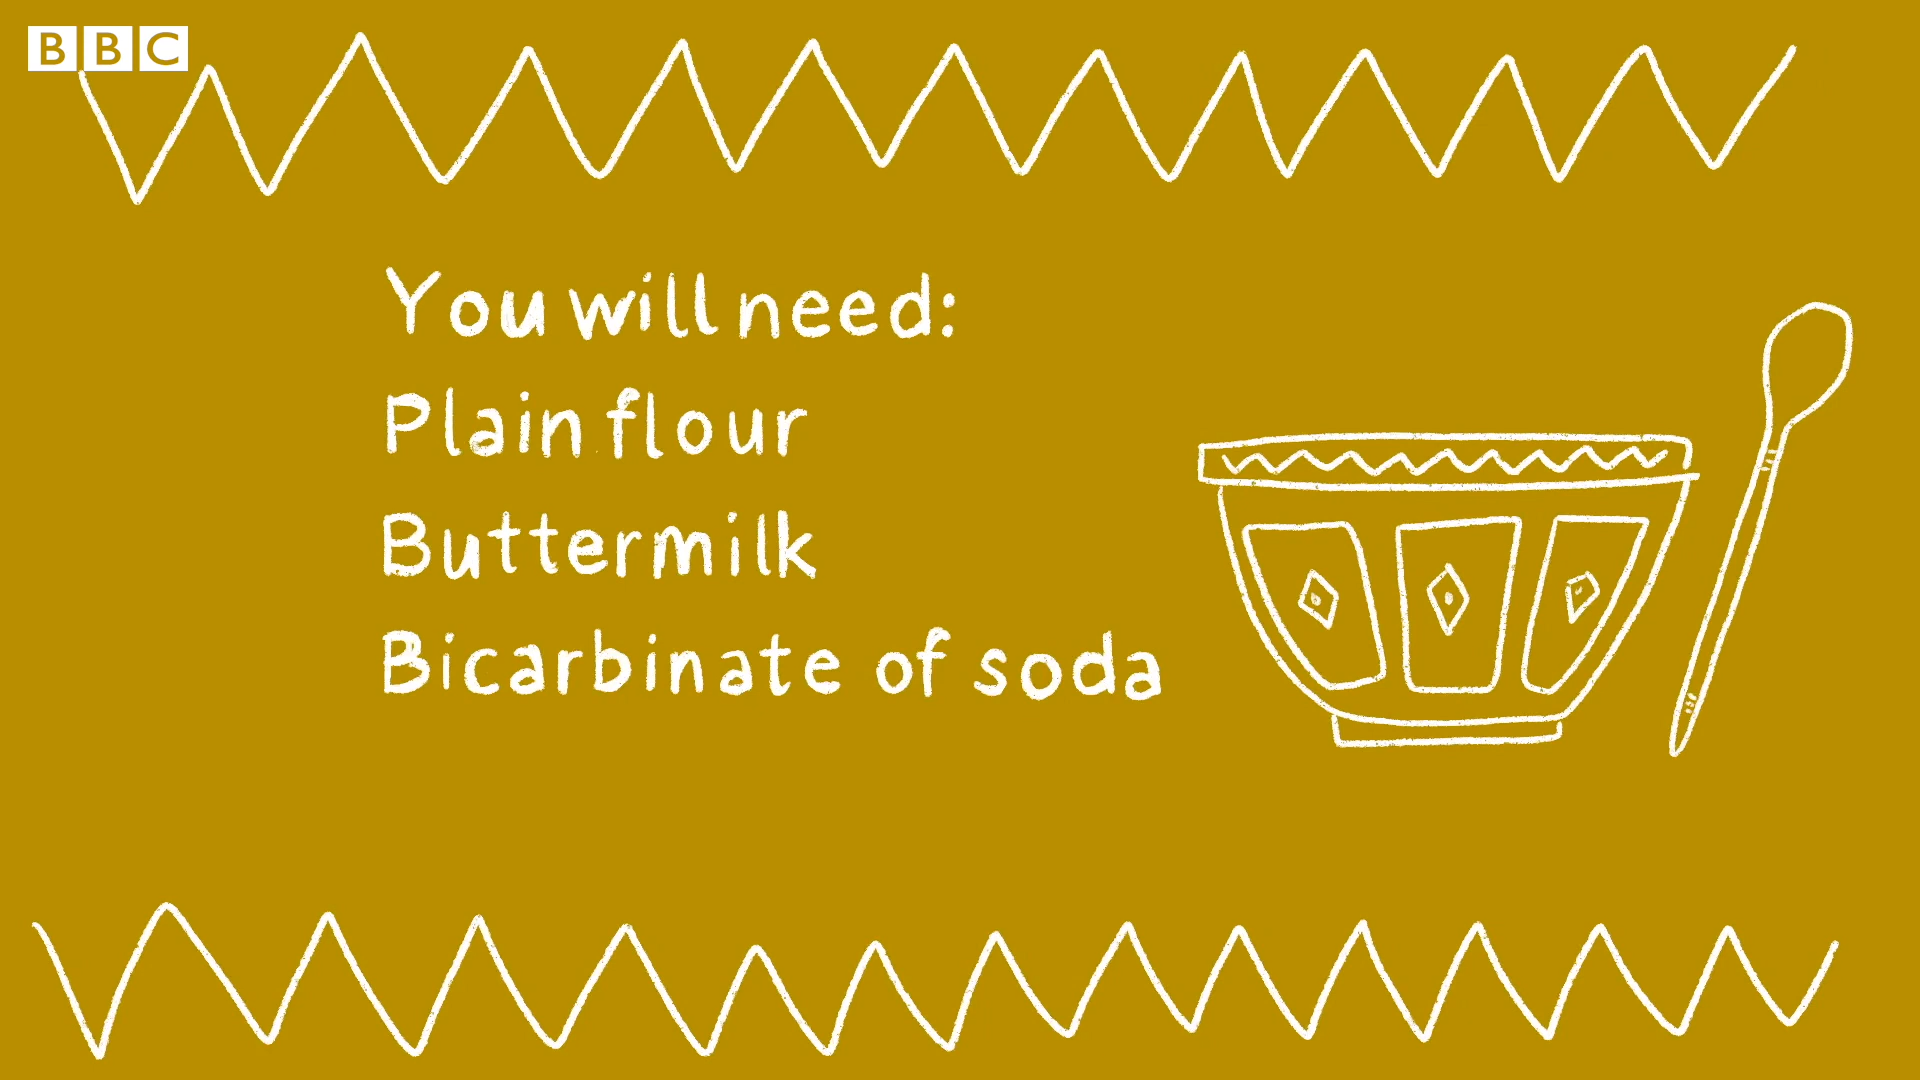 BBC
You will need:
Plain flour
Buttermilk
Bicarbinate of soda